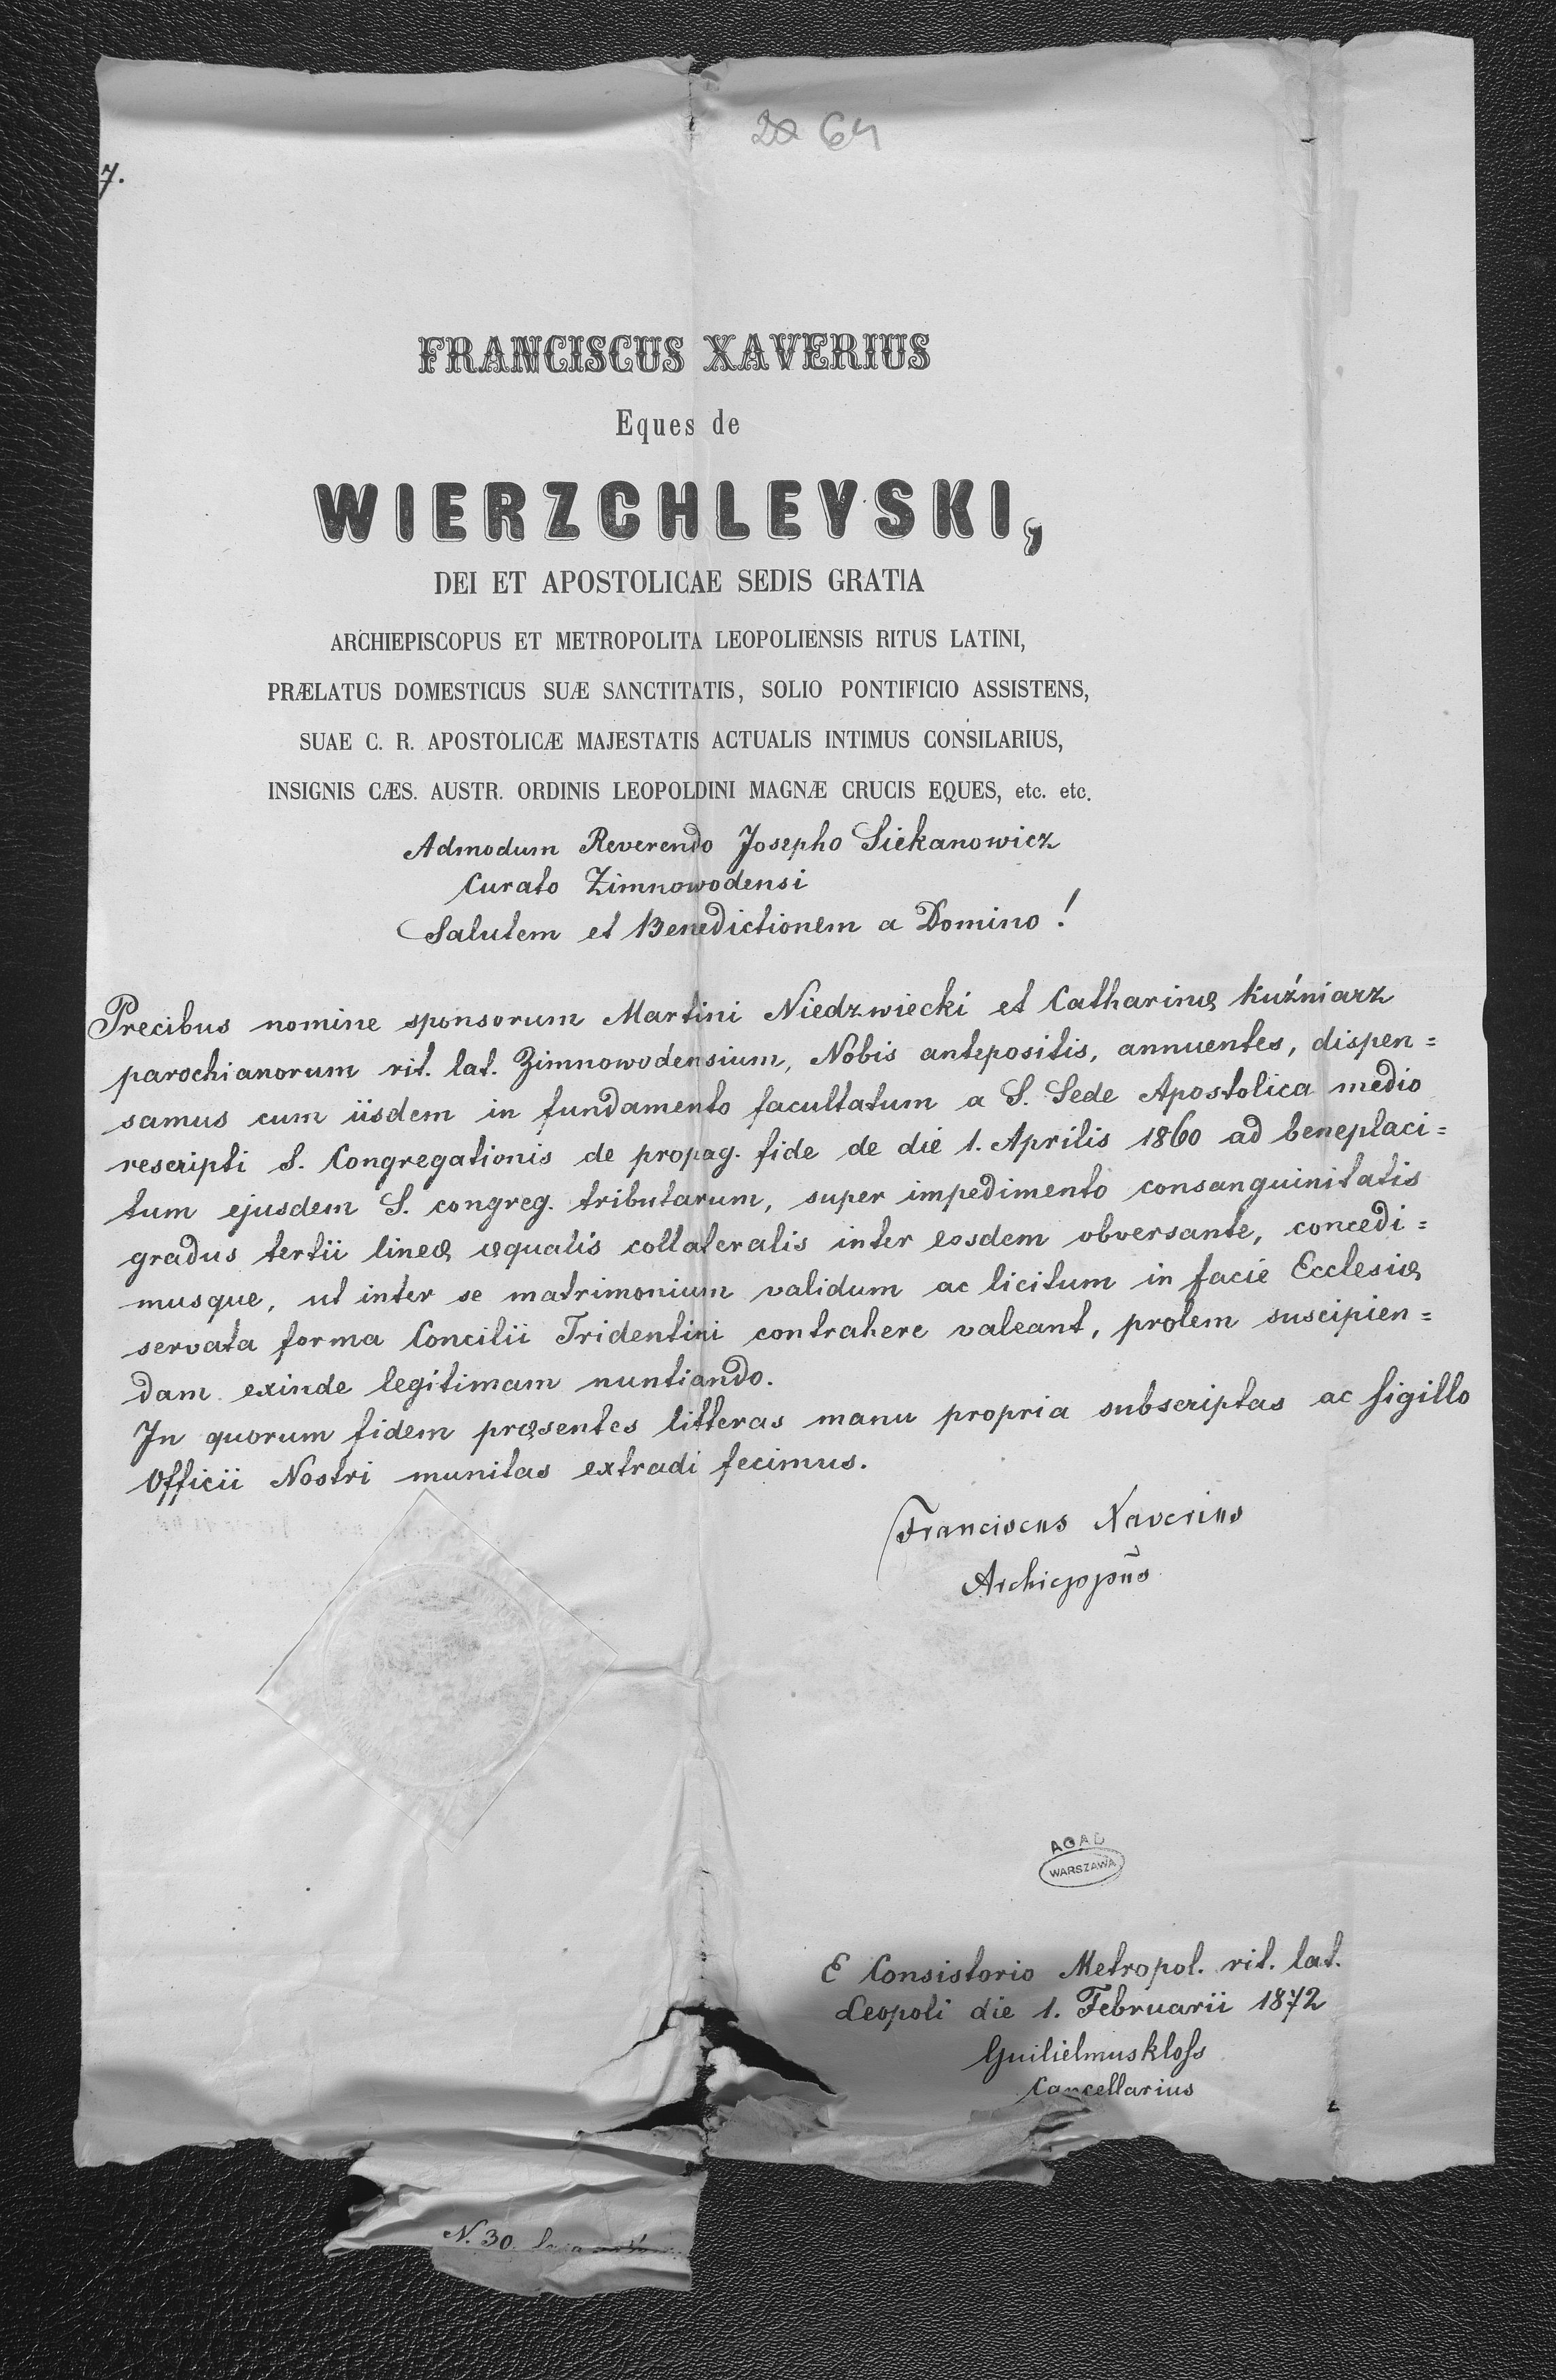 64
7.
FRANCISCUS XAVERIUS
Eques de
WIERZCHLEYSKI,
DEI ET APOSTOLICAE SEDIS GRATIA
ARCHIEPISCOPUS ET METROPOLITA LEOPOLIENSIS RITUS LATINI,
PRÆLATUS DOMESTICUS SUÆ SANCTITATIS, SOLIO PONTIFICIO ASSISTENS,
SUAE C. R. APOSTOLICÆ MAJESTATIS ACTUALIS INTIMUS CONSILARIUS,
INSIGNIS CÆS. AUSTR. ORDINIS LEOPOLDINI MAGNÆ CRUCIS EQUES, etc. etc.
Admodum Reverendo Josepho Siekanowicz
Curato Zimnowodensi
Salutem et Benedictionem a Domino!
Precibus nomine sponsorum Martini Niedzwiecki et Catharinæ Kuźniarz
parochianorum rit. lat. Zimnowodensium, Nobis antepositis, annuentes, dispen=
samus cum iisdem in fundamento facultatum a S. Sede Apostolica medio
rescripti S. Congregationis de propag. fide de die 1. Aprilis 1860 ad beneplaci=
tum ejusdem S. congreg. tributarum, super impedimento consanguinitatis
gradus tertii lineæ æqualis collateralis inter eosdem obversante, concedi=
musque, ut inter se matrimonium validum ac licitum in facie Ecclesiæ
servata forma Concilii Tridentini contrahere valeant, prolem suscipien=
dam exinde legitimam nuntiando.
In quorum fidem præsentes litteras manu propria subscriptas ac sigillo
Officii Nostri munitas extradi fecimus.
Franciscus Xaverius
Archieppūs
AGAD
WARSZAWA
E Consistorio Metropol. rit. lat.
Leopoli die 1. Februarii 1872
Guilielmus Kloss
Cancellarius
N. 30.